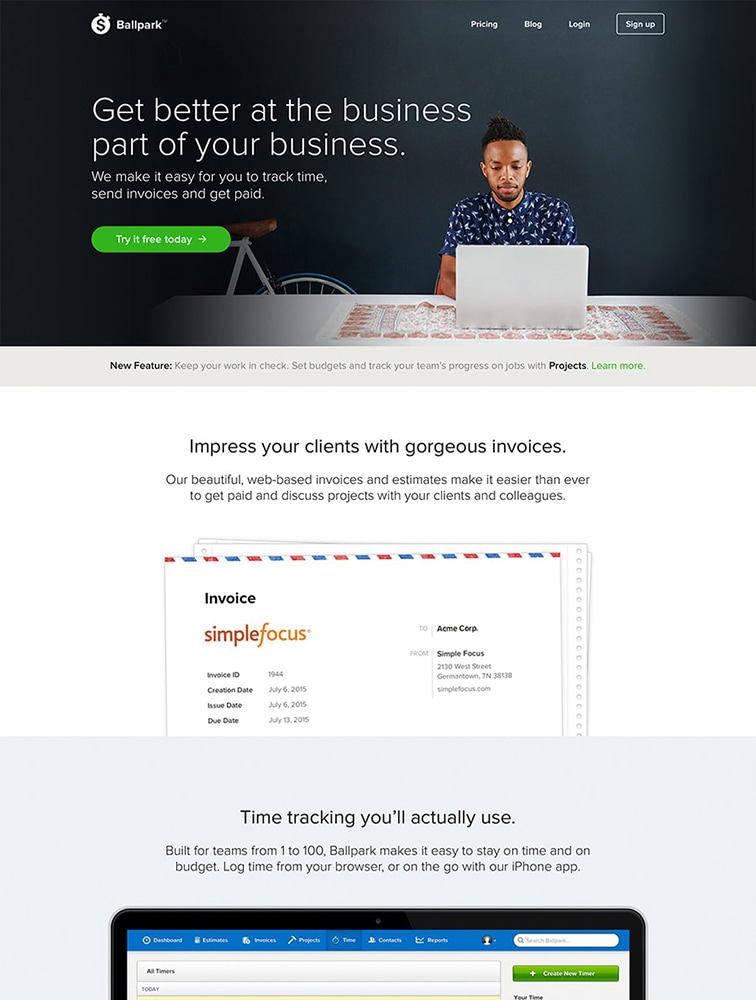 Ballpark™
Pricing
Blog
Login
Sign up
Get better at the business
part of your business.
We make it easy for you to track time,
send invoices and get paid.
Try it free today →
New Feature: Keep your work in check. Set budgets and track your team's progress on jobs with Projects. Learn more.
Impress your clients with gorgeous invoices.
Our beautiful, web-based invoices and estimates make it easier than ever
to get paid and discuss projects with your clients and colleagues.
Invoice
simplefocus®
TO Acme Corp.
FROM Simple Focus
2130 West Street
Germantown, TN 38138
simplefocus.com
Invoice ID 1944
Creation Date July 6, 2015
Issue Date July 6, 2015
Due Date July 13, 2015
Time tracking you'll actually use.
Built for teams from 1 to 100, Ballpark makes it easy to stay on time and on
budget. Log time from your browser, or on the go with our iPhone app.
Dashboard
Estimates
Invoices
Projects
Time
Contacts
Reports
Search Ballpark...
All Timers
TODAY
+ Create New Timer
Your Time